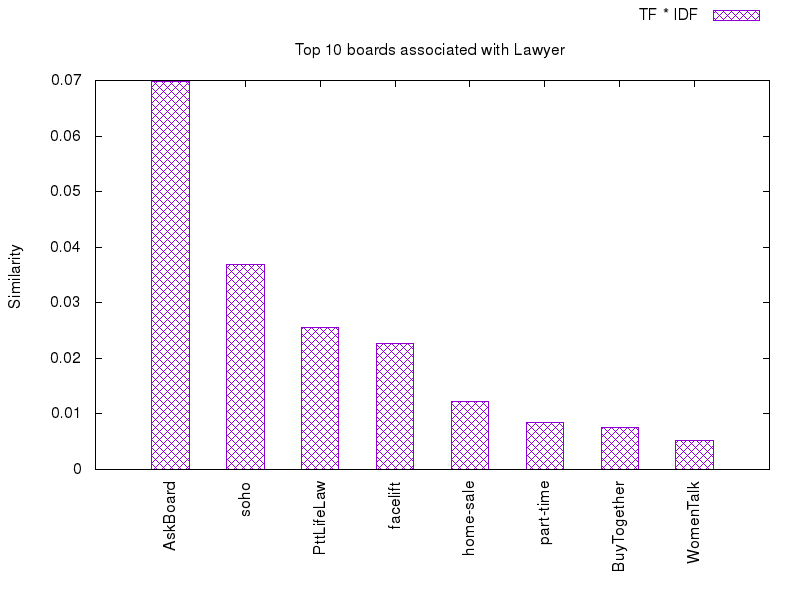 TF * IDF
Top 10 boards associated with Lawyer
0.07
0.06
0.05
0.04
0.03
0.02
0.01
0
Similarity
AskBoard
soho
PttLifeLaw
facelift
home-sale
part-time
BuyTogether
WomenTalk